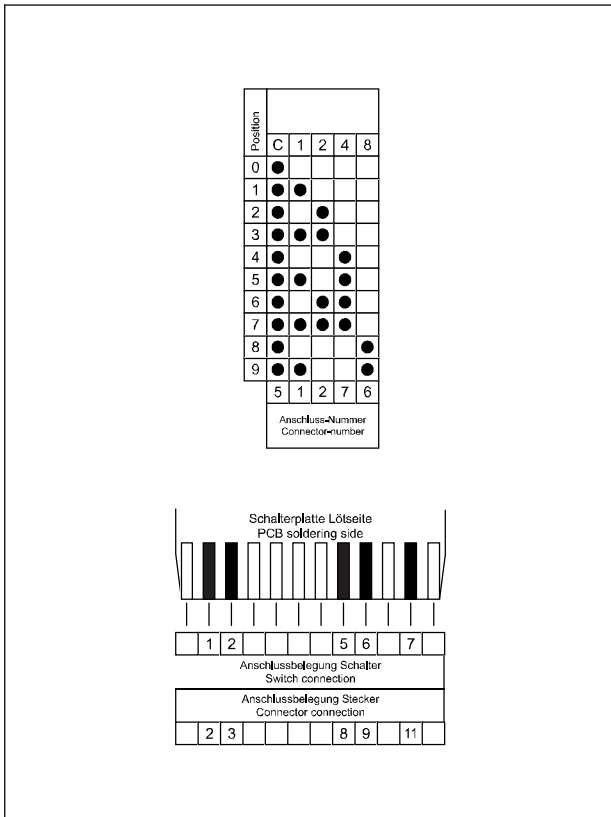 Position
C 1 2 4 8
0
1
2
3
4
5
6
7
8
9
5 1 2 7 6
Anschluss-Nummer
Connector-number
Schalterplatte Lötseite
PCB soldering side
1 2 5 6 7
Anschlussbelegung Schalter
Switch connection
Anschlussbelegung Stecker
Connector connection
2 3 8 9 11